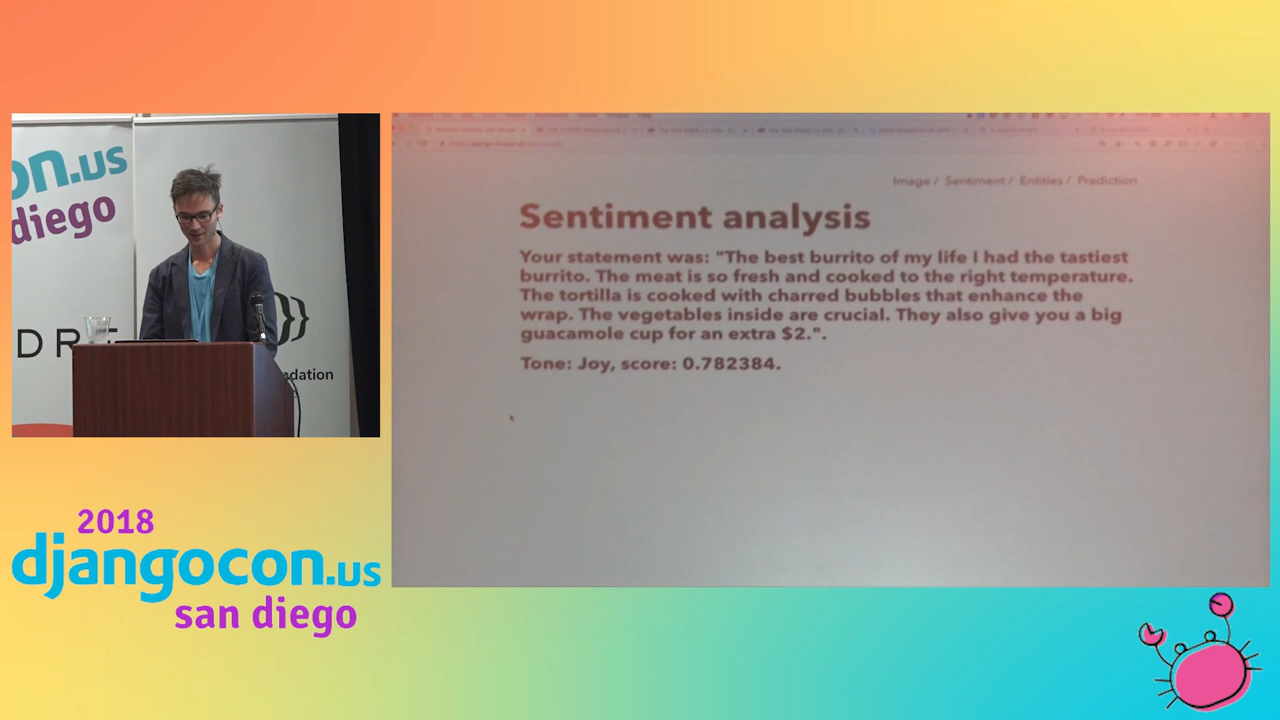 con.us
diego
DRF
ndation
Image / Sentiment / Entities / Prediction
Sentiment analysis
Your statement was: "The best burrito of my life I had the tastiest
burrito. The meat is so fresh and cooked to the right temperature.
The tortilla is cooked with charred bubbles that enhance the
wrap. The vegetables inside are crucial. They also give you a big
guacamole cup for an extra $2.".
Tone: Joy, score: 0.782384.
2018
djangocon.us
san diego